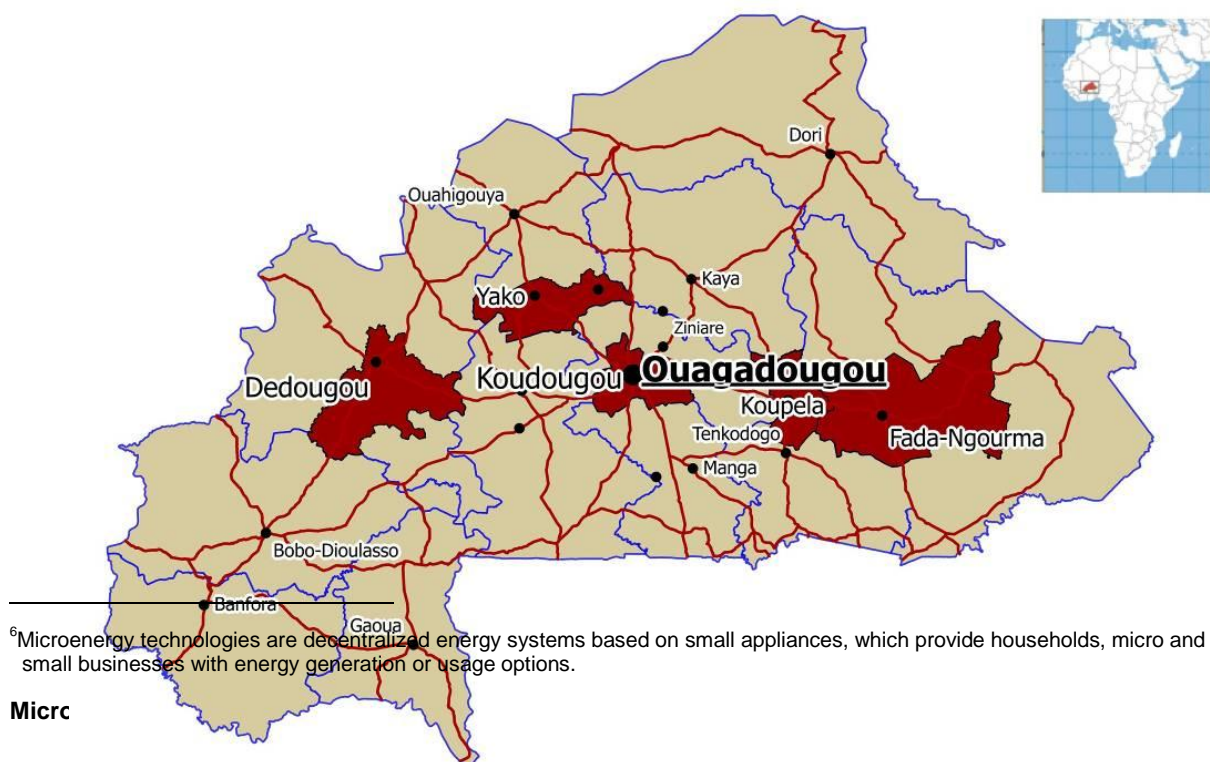 Dori
Ouahigouya
Kaya
Yako
Ziniare
Ouagadougou
Koudougou
Dedougou
Koupela
Tenkodogo
Fada-Ngourma
Manga
Bobo-Dioulasso
Banfora
Gaoua
⁶Microenergy technologies are decentralized energy systems based on small appliances, which provide households, micro and
small businesses with energy generation or usage options.
Micr